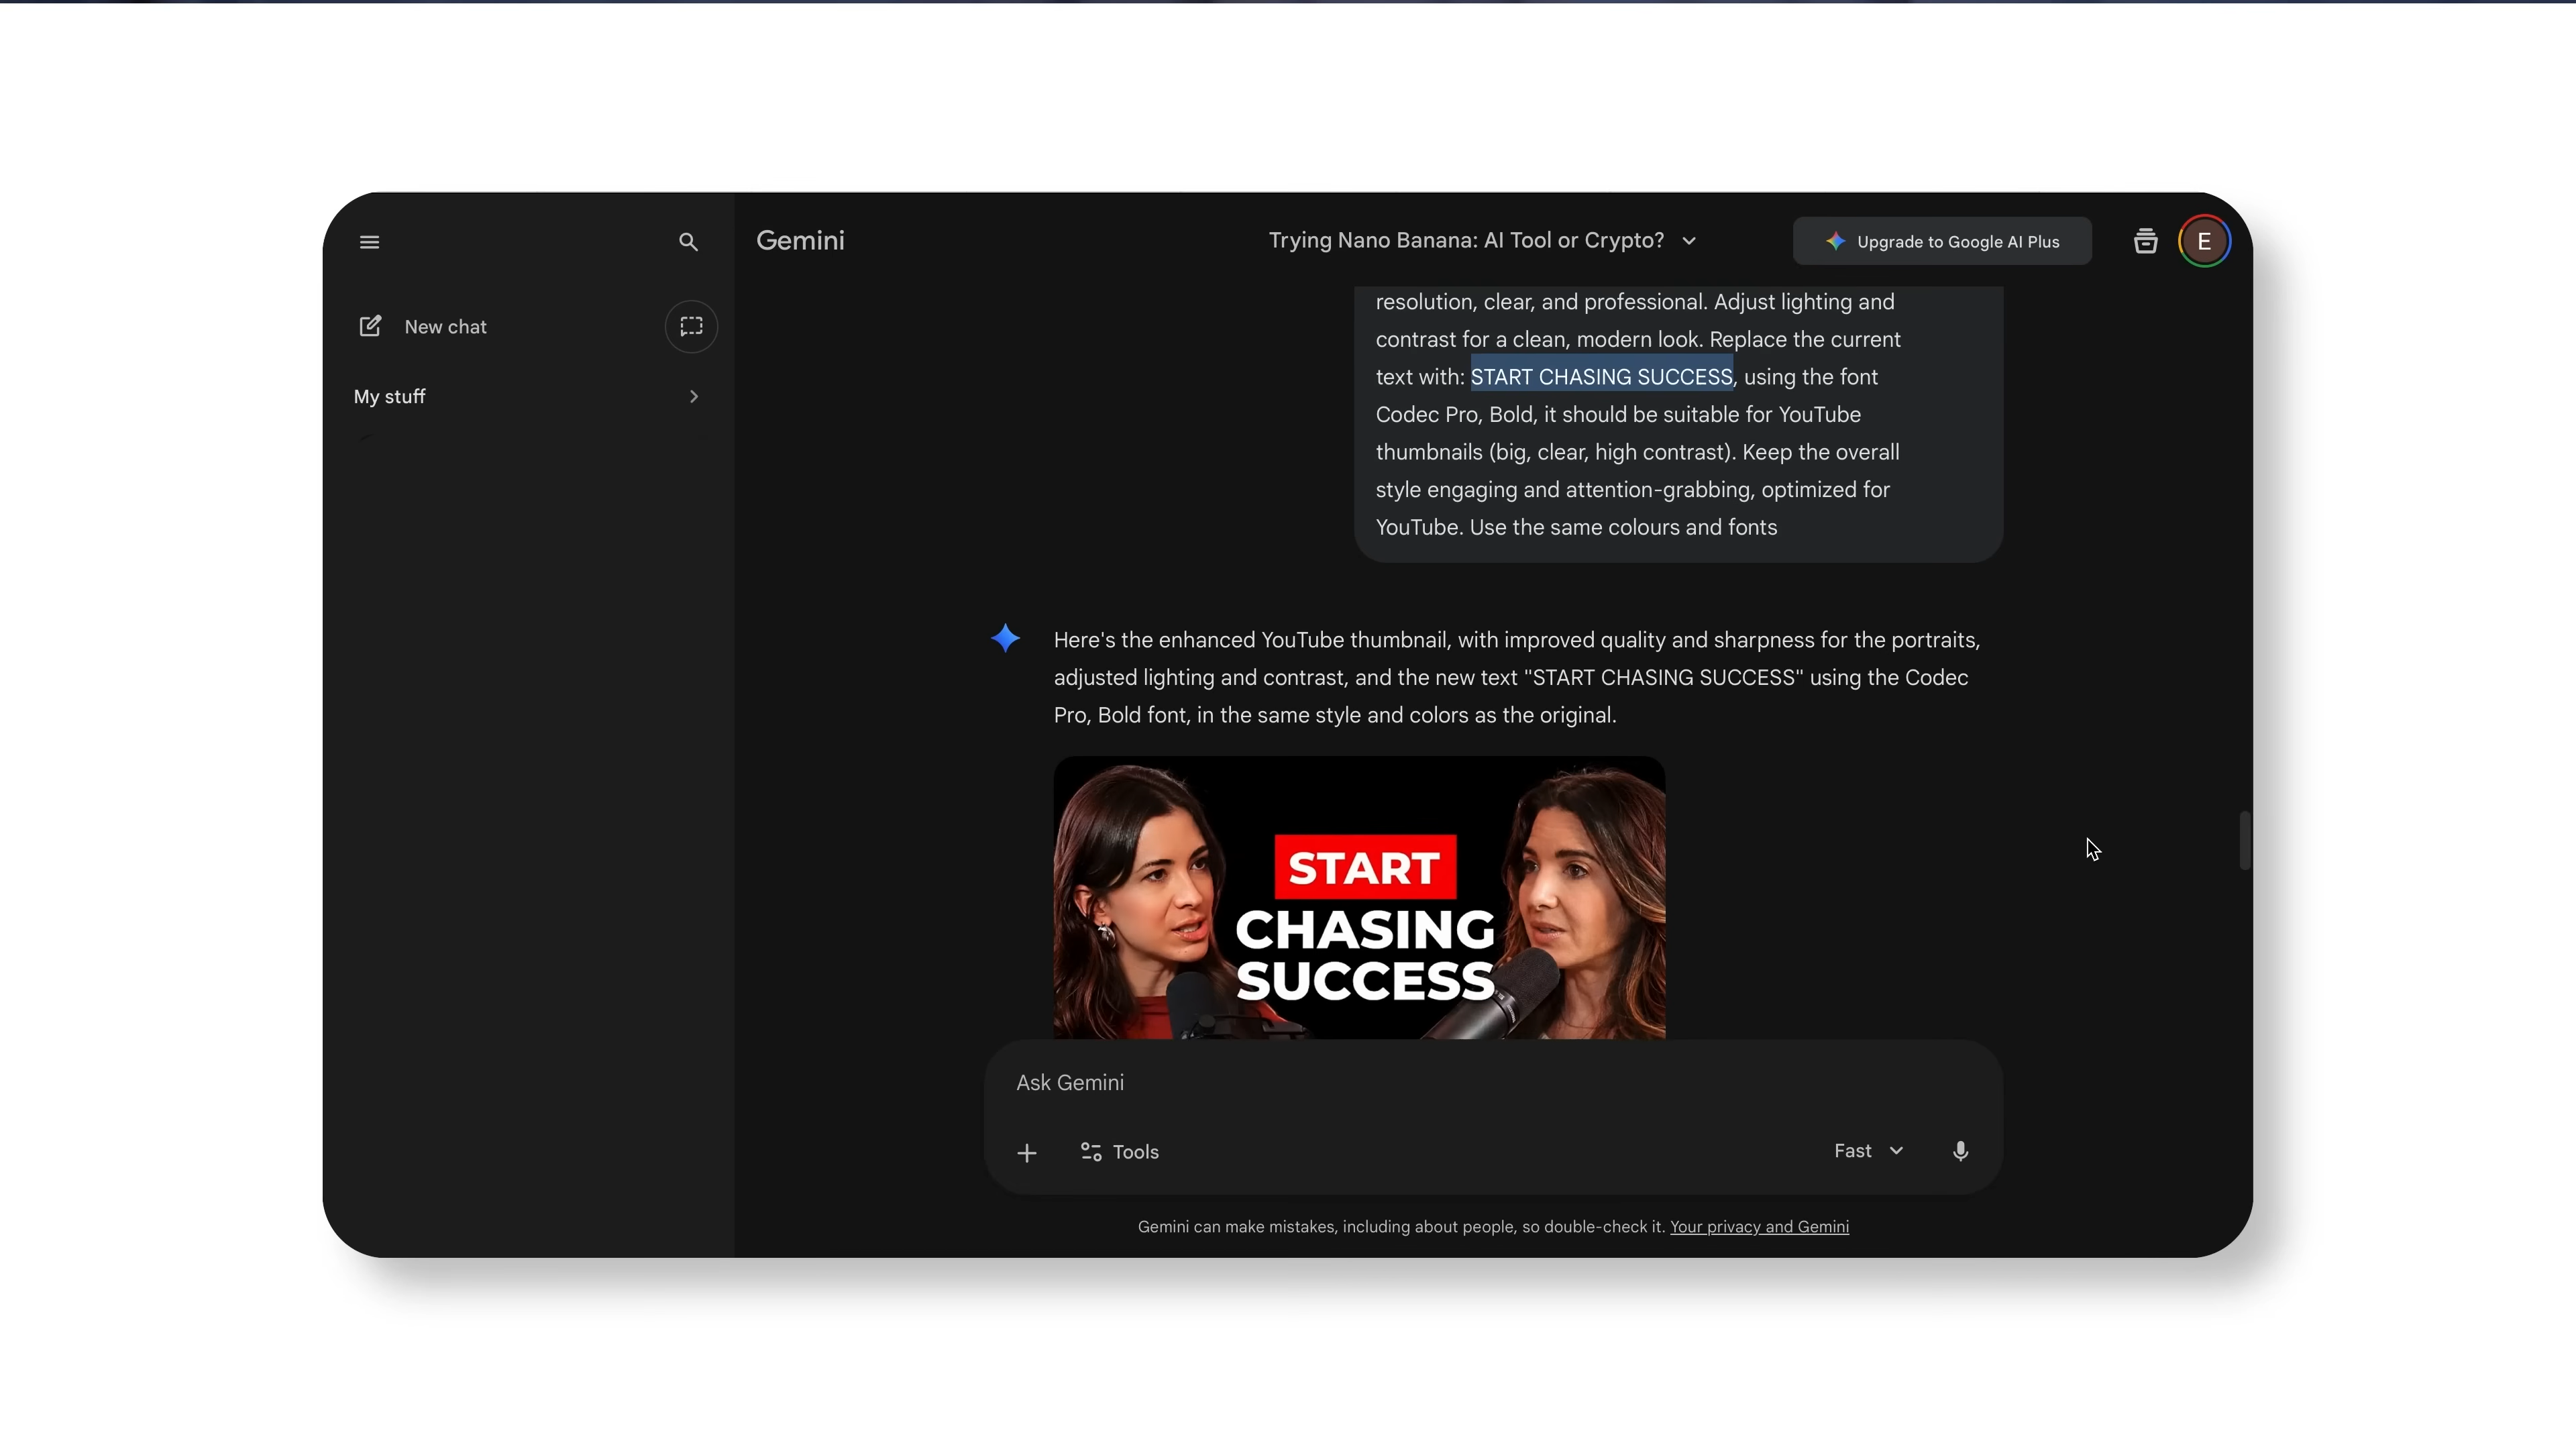 Gemini
Trying Nano Banana: AI Tool or Crypto?
Upgrade to Google AI Plus
E
New chat
My stuff
resolution, clear, and professional. Adjust lighting and
contrast for a clean, modern look. Replace the current
text with: START CHASING SUCCESS, using the font
Codec Pro, Bold, it should be suitable for YouTube
thumbnails (big, clear, high contrast). Keep the overall
style engaging and attention-grabbing, optimized for
YouTube. Use the same colours and fonts
Here's the enhanced YouTube thumbnail, with improved quality and sharpness for the portraits,
adjusted lighting and contrast, and the new text "START CHASING SUCCESS" using the Codec
Pro, Bold font, in the same style and colors as the original.
START
CHASING
SUCCESS
Ask Gemini
Tools
Fast
Gemini can make mistakes, including about people, so double-check it. Your privacy and Gemini